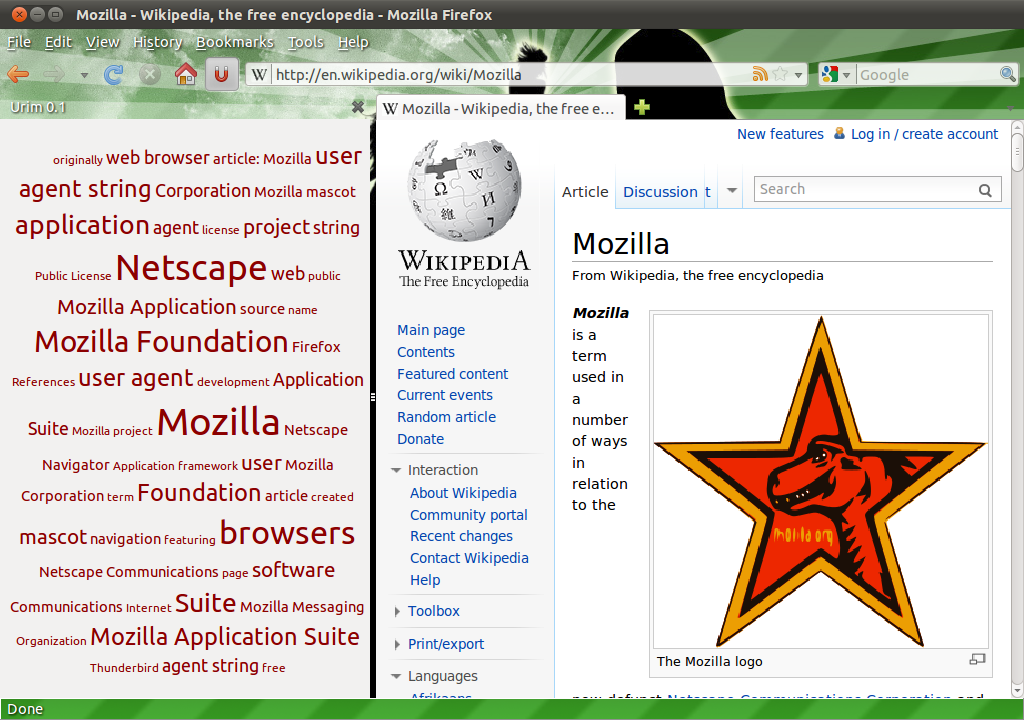 Mozilla - Wikipedia, the free encyclopedia - Mozilla Firefox
File Edit View History Bookmarks Tools Help
W http://en.wikipedia.org/wiki/Mozilla
Google
Urim 0.1
W Mozilla - Wikipedia, the free e...
originally web browser article: Mozilla user
agent string Corporation Mozilla mascot
application agent license project string
Public License Netscape web public
Mozilla Application source name
Mozilla Foundation Firefox
References user agent development Application
Suite Mozilla project Mozilla Netscape
Navigator Application framework user Mozilla
Corporation term Foundation article created
mascot navigation featuring browsers
Netscape Communications page software
Communications Internet Suite Mozilla Messaging
Organization Mozilla Application Suite
Thunderbird agent string free
WIKIPEDIA
The Free Encyclopedia
Main page
Contents
Featured content
Current events
Random article
Donate
Interaction
About Wikipedia
Community portal
Recent changes
Contact Wikipedia
Help
Toolbox
Print/export
Languages
Afrikaans
New features Log in / create account
Article Discussion t
Search
Mozilla
From Wikipedia, the free encyclopedia
Mozilla
is a
term
used in
a
number
of ways
in
relation
to the
mozilla.org
The Mozilla logo
now-defunct Netscape Communications Corporation and
Done